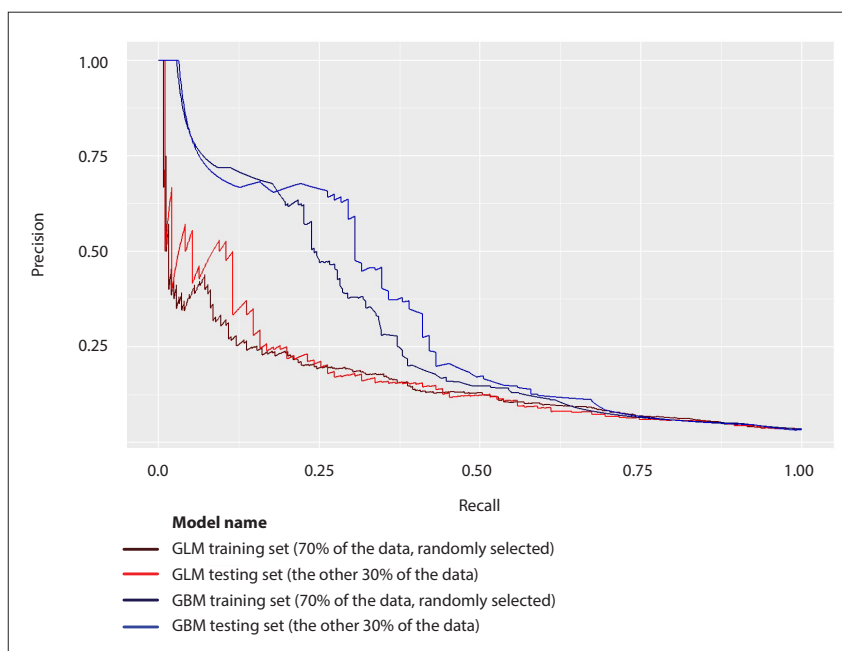 1.00
0.75
0.50
0.25
Precision
0.0
0.25
0.50
0.75
1.00
Recall
Model name
GLM training set (70% of the data, randomly selected)
GLM testing set (the other 30% of the data)
GBM training set (70% of the data, randomly selected)
GBM testing set (the other 30% of the data)